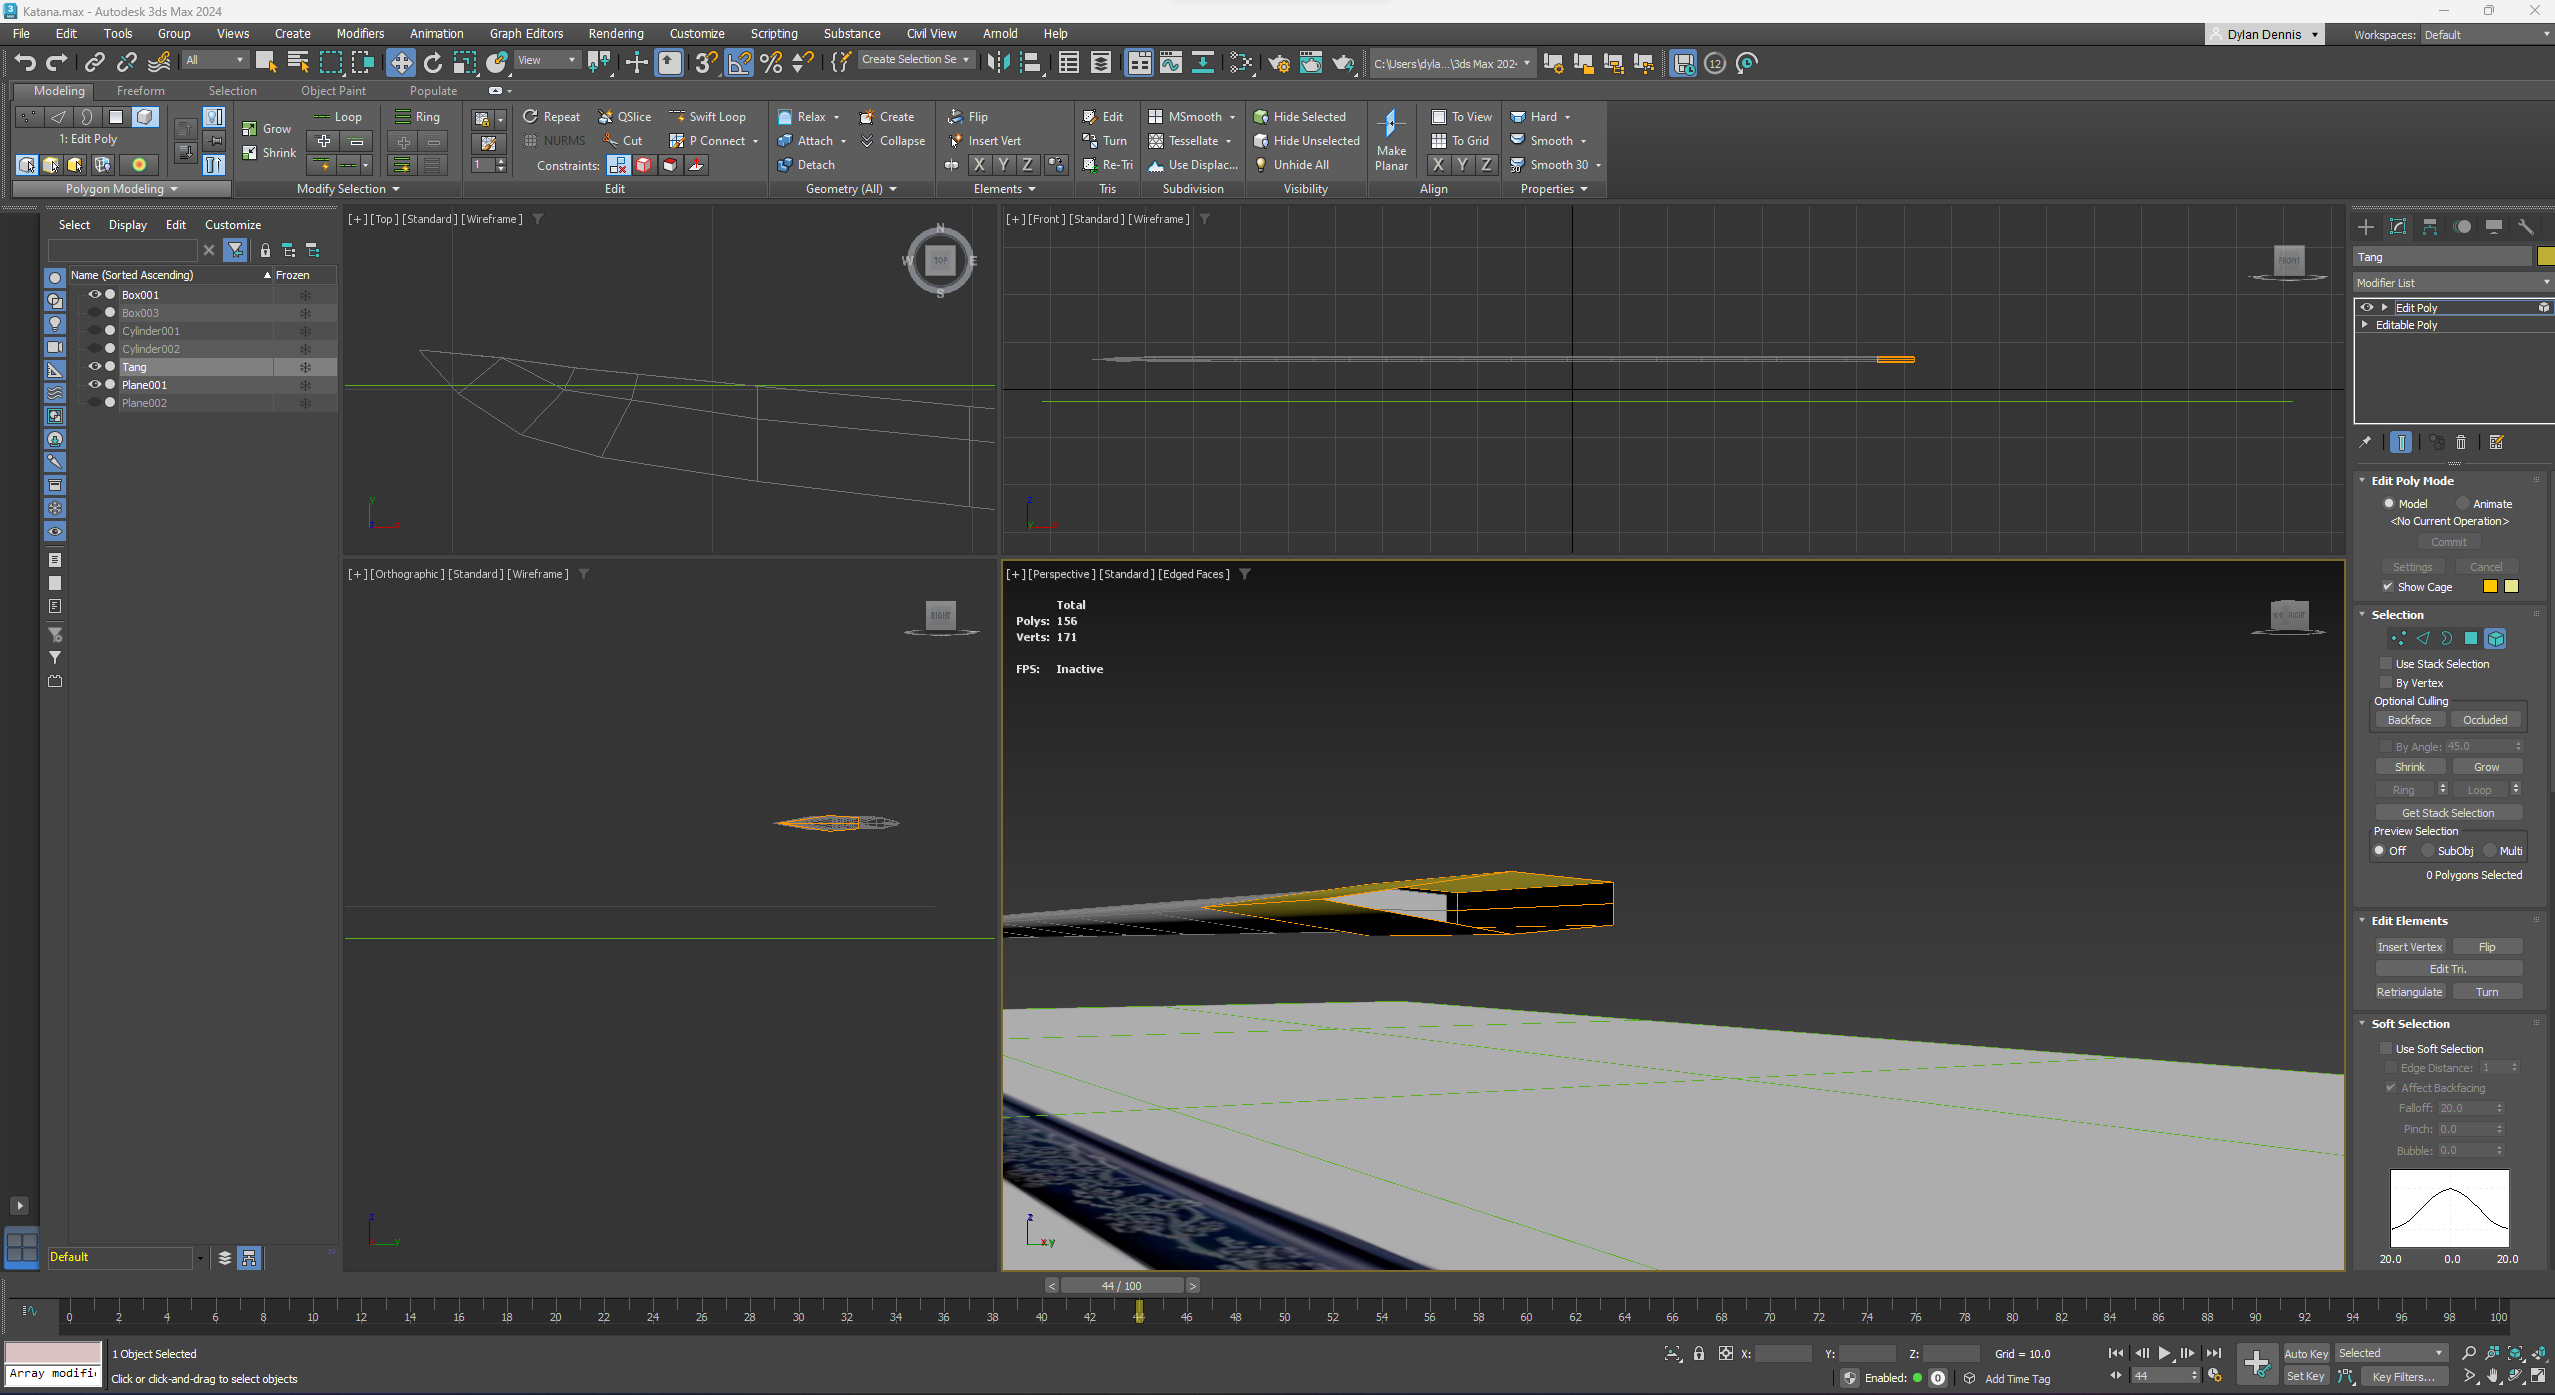 Katana.max - Autodesk 3ds Max 2024
File Edit Tools Group Views Create Modifiers Animation Graph Editors Rendering Customize Scripting Substance Civil View Arnold Help
Dylan Dennis
Workspaces: Default
All
View
Create Selection Se
C:\Users\dyla...\3ds Max 202
12
Modeling Freeform Selection Object Paint Populate
1: Edit Poly
Polygon Modeling
Grow
Shrink
Loop
Ring
Modify Selection
1
Repeat QSlice Swift Loop
NURMS Cut P Connect
Constraints:
Edit
Relax Create
Attach Collapse
Detach
Geometry (All)
Flip
Insert Vert
X Y Z
Elements
Edit
Turn
Re-Tri
Tris
MSmooth
Tessellate
Use Displac...
Subdivision
Hide Selected
Hide Unselected
Unhide All
Visibility
Make
Planar
To View
To Grid
X Y Z
Align
Hard
Smooth
Smooth 30
Properties
Select Display Edit Customize
Name (Sorted Ascending) Frozen
Box001
Box003
Cylinder001
Cylinder002
Tang
Plane001
Plane002
Default
[+] [Top] [Standard] [Wireframe]
N
W TOP E
S
y
z x
[+] [Front] [Standard] [Wireframe]
FRONT
z
y x
[+] [Orthographic] [Standard] [Wireframe]
RIGHT
z
x y
[+] [Perspective] [Standard] [Edged Faces]
Total
Polys: 156
Verts: 171
FPS: Inactive
RIGHT
z
x y
Tang
Modifier List
Edit Poly
Editable Poly
Edit Poly Mode
Model Animate
<No Current Operation>
Commit
Settings Cancel
Show Cage
Selection
Use Stack Selection
By Vertex
Optional Culling
Backface Occluded
By Angle: 45.0
Shrink Grow
Ring Loop
Get Stack Selection
Preview Selection
Off SubObj Multi
0 Polygons Selected
Edit Elements
Insert Vertex Flip
Edit Tri.
Retriangulate Turn
Soft Selection
Use Soft Selection
Edge Distance: 1
Affect Backfacing
Falloff: 20.0
Pinch: 0.0
Bubble: 0.0
20.0 0.0 20.0
< 44 / 100 >
0 2 4 6 8 10 12 14 16 18 20 22 24 26 28 30 32 34 36 38 40 42 44 46 48 50 52 54 56 58 60 62 64 66 68 70 72 74 76 78 80 82 84 86 88 90 92 94 96 98 100
1 Object Selected
Array modifi
Click or click-and-drag to select objects
X: Y: Z: Grid = 10.0
Enabled: 0 Add Time Tag
44
Auto Key Selected
Set Key Key Filters...